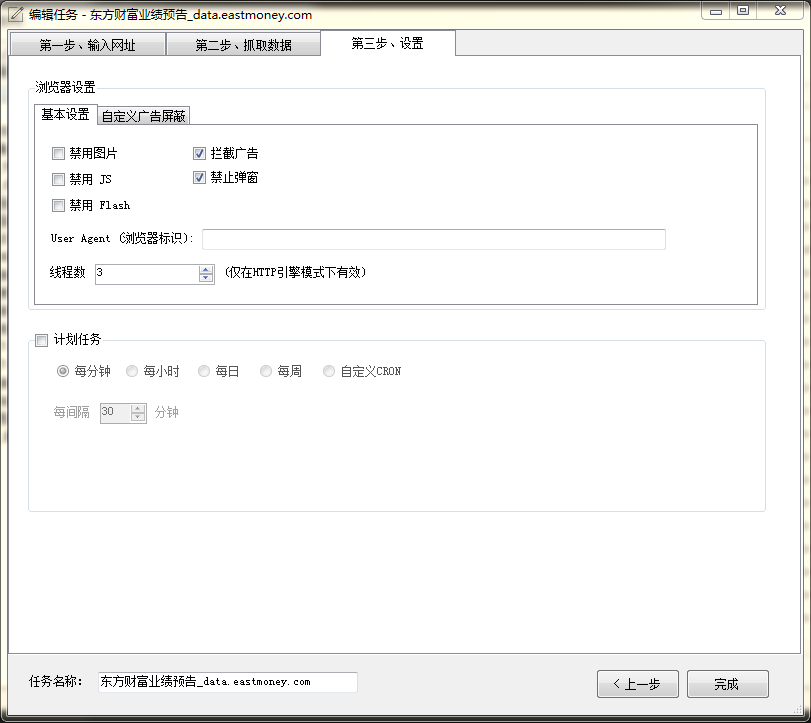 编辑任务 - 东方财富业绩预告_data.eastmoney.com
第一步、输入网址 第二步、抓取数据 第三步、设置
浏览器设置
基本设置 自定义广告屏蔽
禁用图片 拦截广告
禁用 JS 禁止弹窗
禁用 Flash
User Agent (浏览器标识):
线程数 3 (仅在HTTP引擎模式下有效)
计划任务
每分钟 每小时 每日 每周 自定义CRON
每间隔 30 分钟
任务名称: 东方财富业绩预告_data.eastmoney.com
<上一步 完成